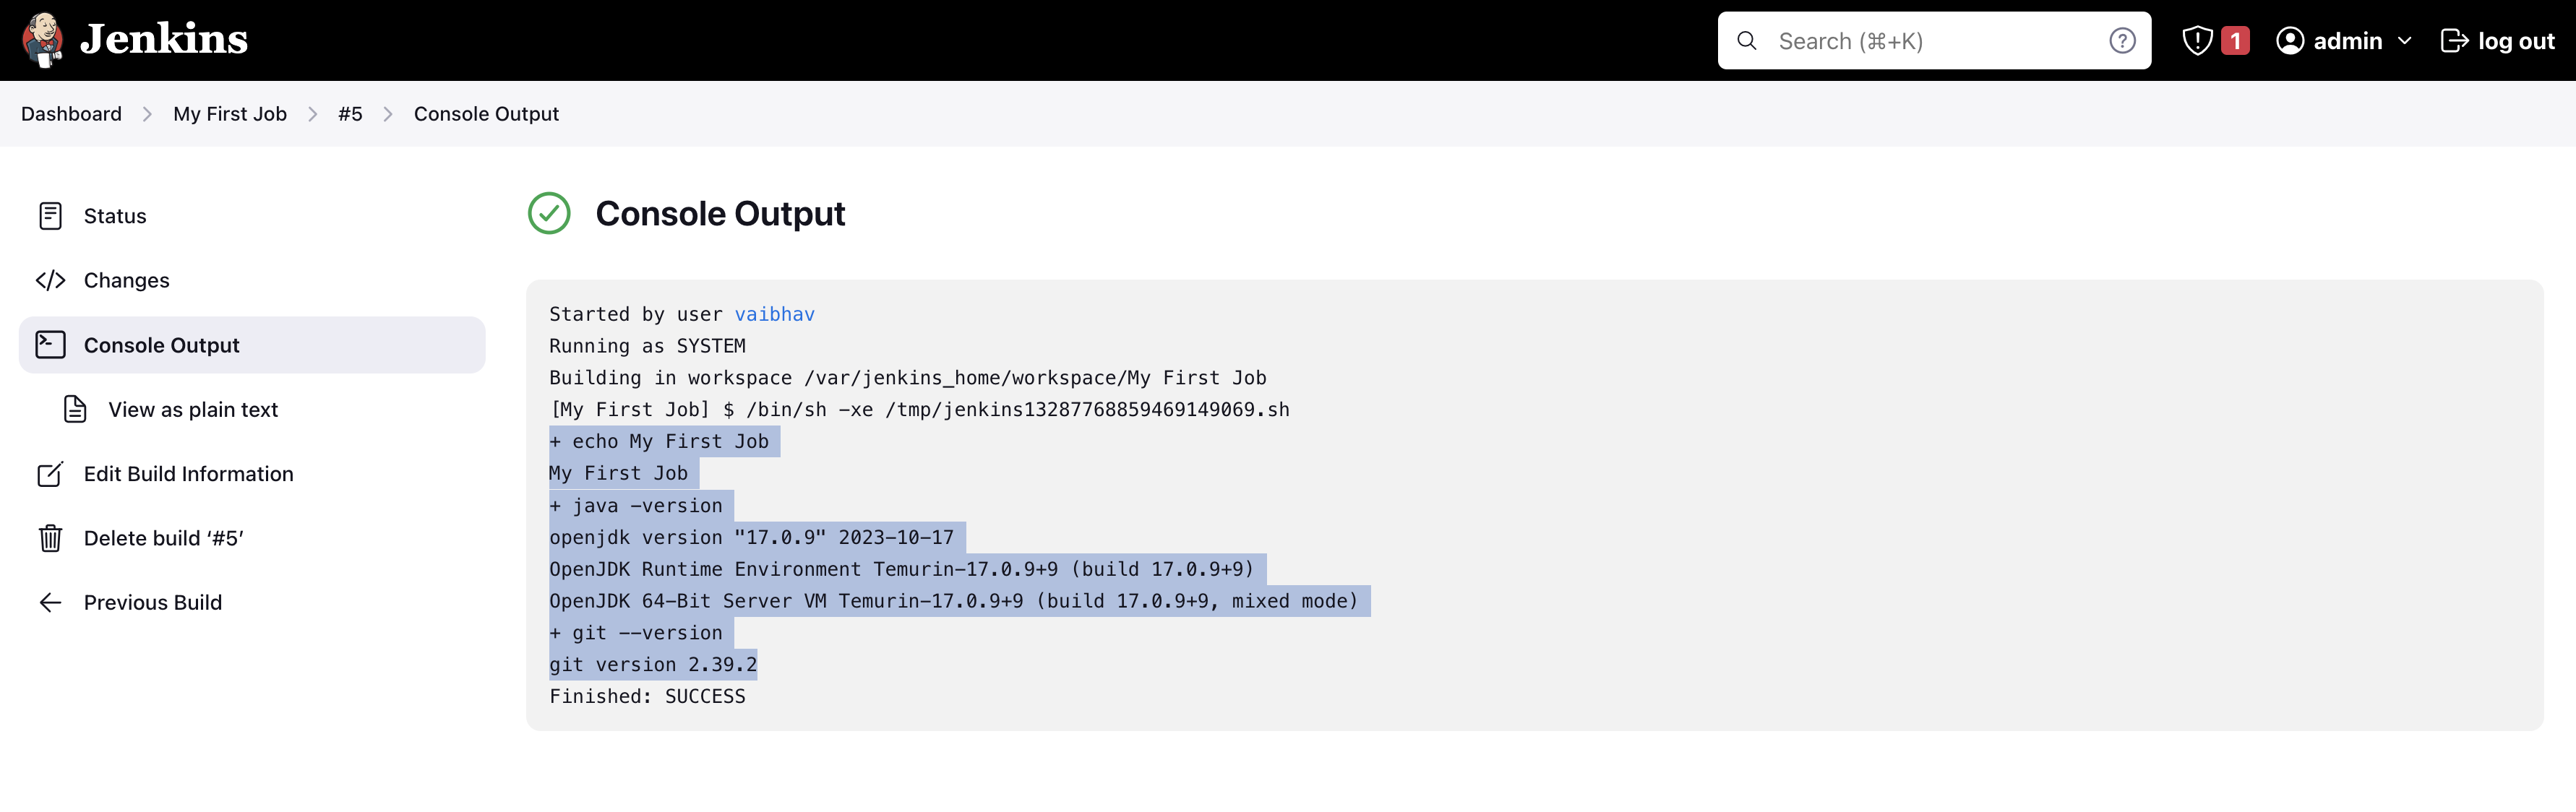 Jenkins
Search (⌘+K)
1
admin
log out
Dashboard
My First Job
#5
Console Output
Status
Changes
Console Output
View as plain text
Edit Build Information
Delete build ‘#5’
Previous Build
Console Output
Started by user vaibhav
Running as SYSTEM
Building in workspace /var/jenkins_home/workspace/My First Job
[My First Job] $ /bin/sh -xe /tmp/jenkins13287768859469149069.sh
+ echo My First Job
My First Job
+ java -version
openjdk version "17.0.9" 2023-10-17
OpenJDK Runtime Environment Temurin-17.0.9+9 (build 17.0.9+9)
OpenJDK 64-Bit Server VM Temurin-17.0.9+9 (build 17.0.9+9, mixed mode)
+ git --version
git version 2.39.2
Finished: SUCCESS